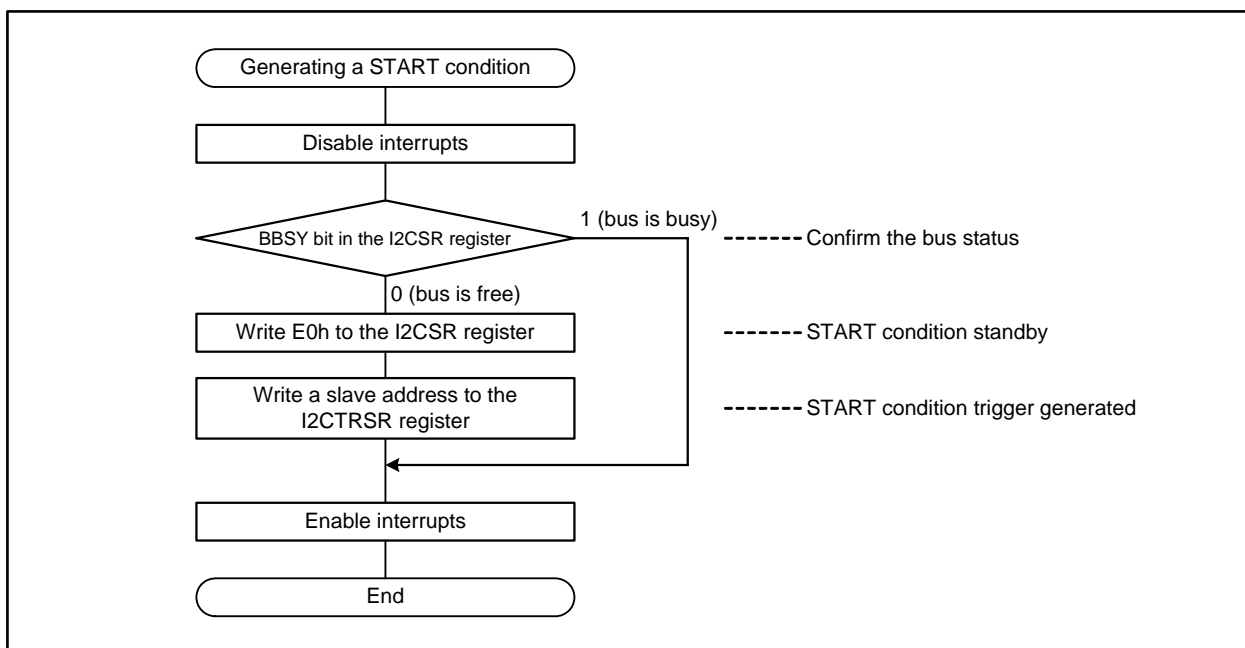 Generating a START condition
Disable interrupts
1 (bus is busy)
BBSY bit in the I2CSR register
Confirm the bus status
0 (bus is free)
Write E0h to the I2CSR register
START condition standby
Write a slave address to the
I2CTRSR register
START condition trigger generated
Enable interrupts
End